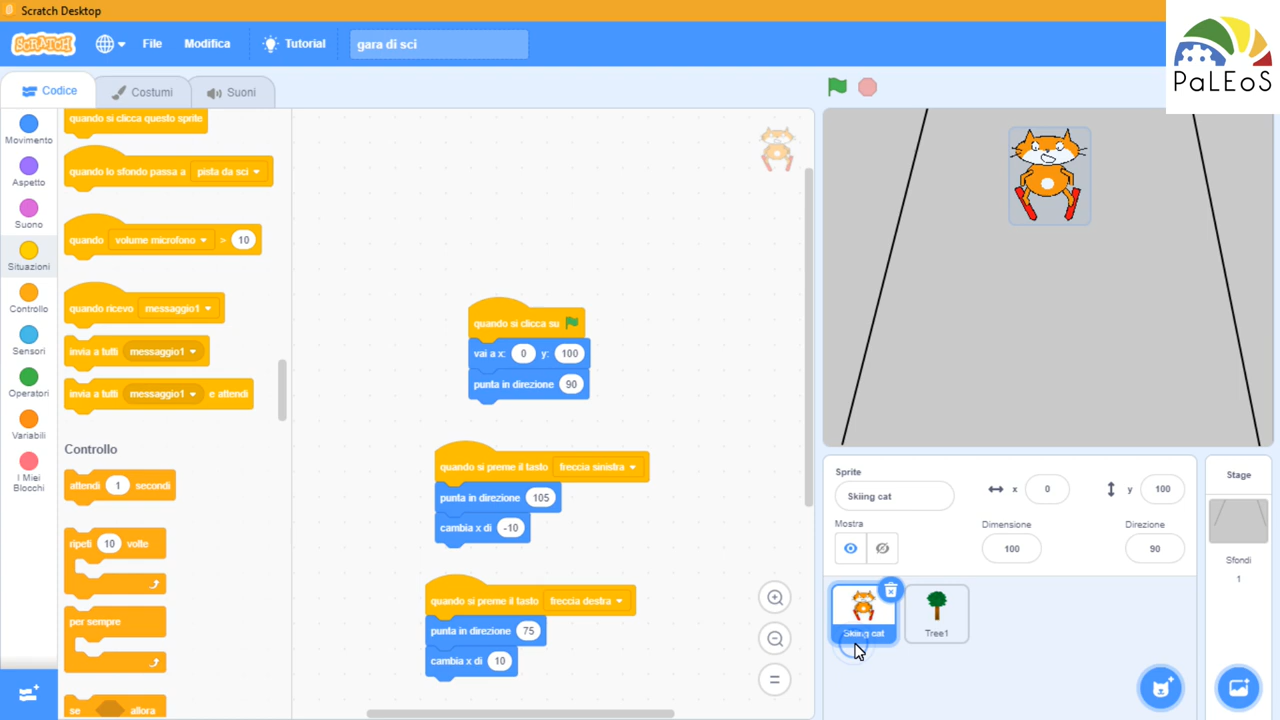 Scratch Desktop
SCRATCH
File
Modifica
Tutorial
gara di sci
PaLEoS
Codice
Costumi
Suoni
Movimento
Aspetto
Suono
Situazioni
Controllo
Sensori
Operatori
Variabili
I Miei
Blocchi
quando si clicca questo sprite
quando lo sfondo passa a pista da sci
quando volume microfono > 10
quando ricevo messaggio1
invia a tutti messaggio1
invia a tutti messaggio1 e attendi
Controllo
attendi 1 secondi
ripeti 10 volte
per sempre
se allora
quando si clicca su
vai a x: 0 y: 100
punta in direzione 90
quando si preme il tasto freccia sinistra
punta in direzione 105
cambia x di -10
quando si preme il tasto freccia destra
punta in direzione 75
cambia x di 10
Sprite
Skiing cat
x 0
y 100
Mostra
Dimensione
100
Direzione
90
Skiing cat
Tree1
Stage
Sfondi
1